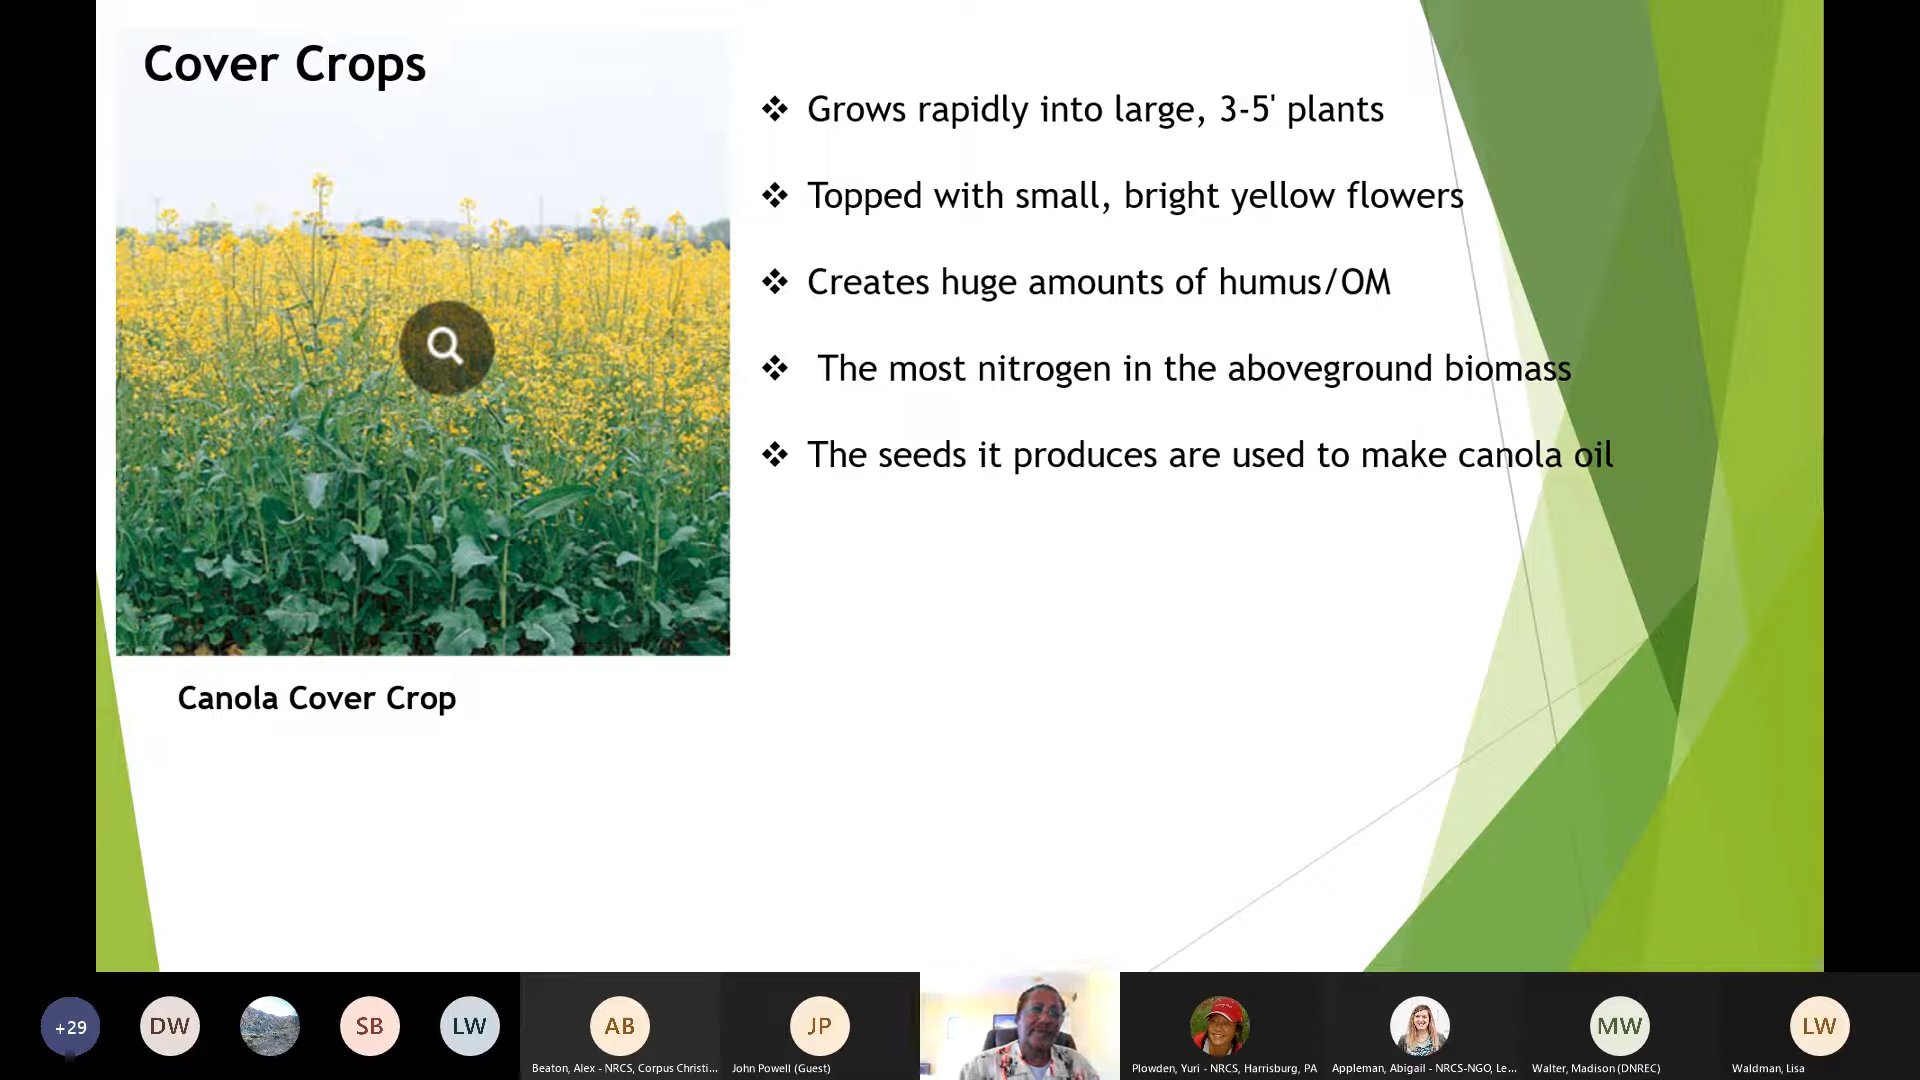 Cover Crops
❖ Grows rapidly into large, 3-5' plants
❖ Topped with small, bright yellow flowers
❖ Creates huge amounts of humus/OM
❖ The most nitrogen in the aboveground biomass
❖ The seeds it produces are used to make canola oil
Canola Cover Crop
+29
DW
SB
LW
AB
JP
MW
LW
Beaton, Alex - NRCS, Corpus Christi...
John Powell (Guest)
Plowden, Yuri - NRCS, Harrisburg, PA
Appleman, Abigail - NRCS-NGO, Le...
Walter, Madison (DNREC)
Waldman, Lisa